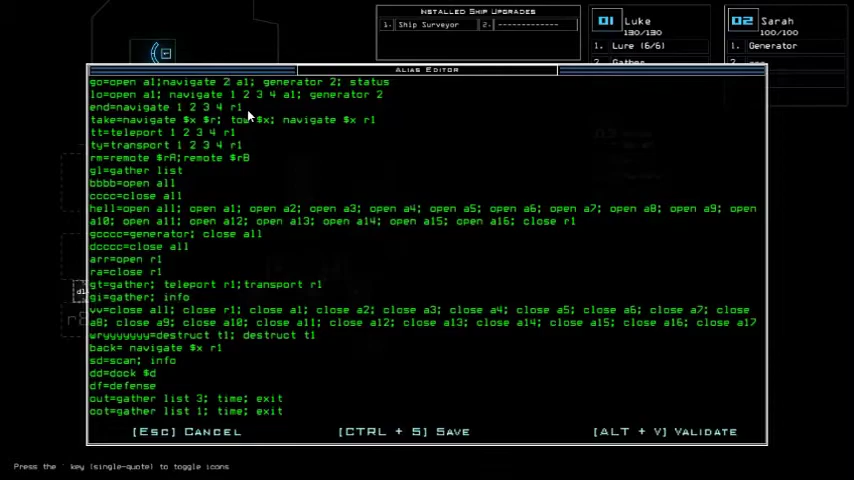 INSTALLED SHIP UPGRADES
1. Ship Surveyor 2. -------------
01 Luke
130/130
1. Lure (6/6)
2. Gather
02 Sarah
100/100
1. Generator
ALIAS EDITOR
go=open a1;navigate 2 a1; generator 2; status
lo=open a1; navigate 1 2 3 4 a1; generator 2
end=navigate 1 2 3 4 r1
take=navigate $x $r; tow $x; navigate $x r1
tt=teleport 1 2 3 4 r1
ty=transport 1 2 3 4 r1
rm=remote $rA;remote $rB
gl=gather list
bbbb=open all
cccc=close all
hell=open all; open a1; open a2; open a3; open a4; open a5; open a6; open a7; open a8; open a9; open
a10; open a11; open a12; open a13; open a14; open a15; open a16; close r1
gcccc=generator; close all
dcccc=close all
arr=open r1
ra=close r1
gt=gather; teleport r1;transport r1
gi=gather; info
vv=close all; close r1; close a1; close a2; close a3; close a4; close a5; close a6; close a7; close
a8; close a9; close a10; close a11; close a12; close a13; close a14; close a15; close a16; close a17
wryyyyyy=destruct t1; destruct t1
back= navigate $x r1
sd=scan; info
dd=dock $d
df=defense
out=gather list 3; time; exit
oot=gather list 1; time; exit
[ESC] CANCEL [CTRL + S] SAVE [ALT + V] VALIDATE
Press the ' key (single-quote) to toggle icons